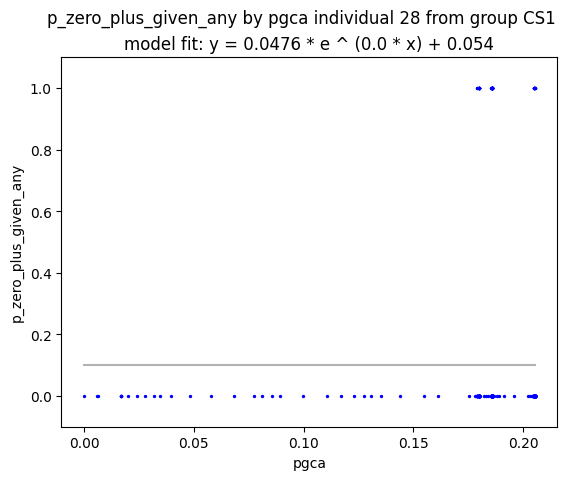 p_zero_plus_given_any by pgca individual 28 from group CS1
model fit: y = 0.0476 * e ^ (0.0 * x) + 0.054
1.0
0.8
0.6
0.4
0.2
0.0
p_zero_plus_given_any
0.00 0.05 0.10 0.15 0.20
pgca